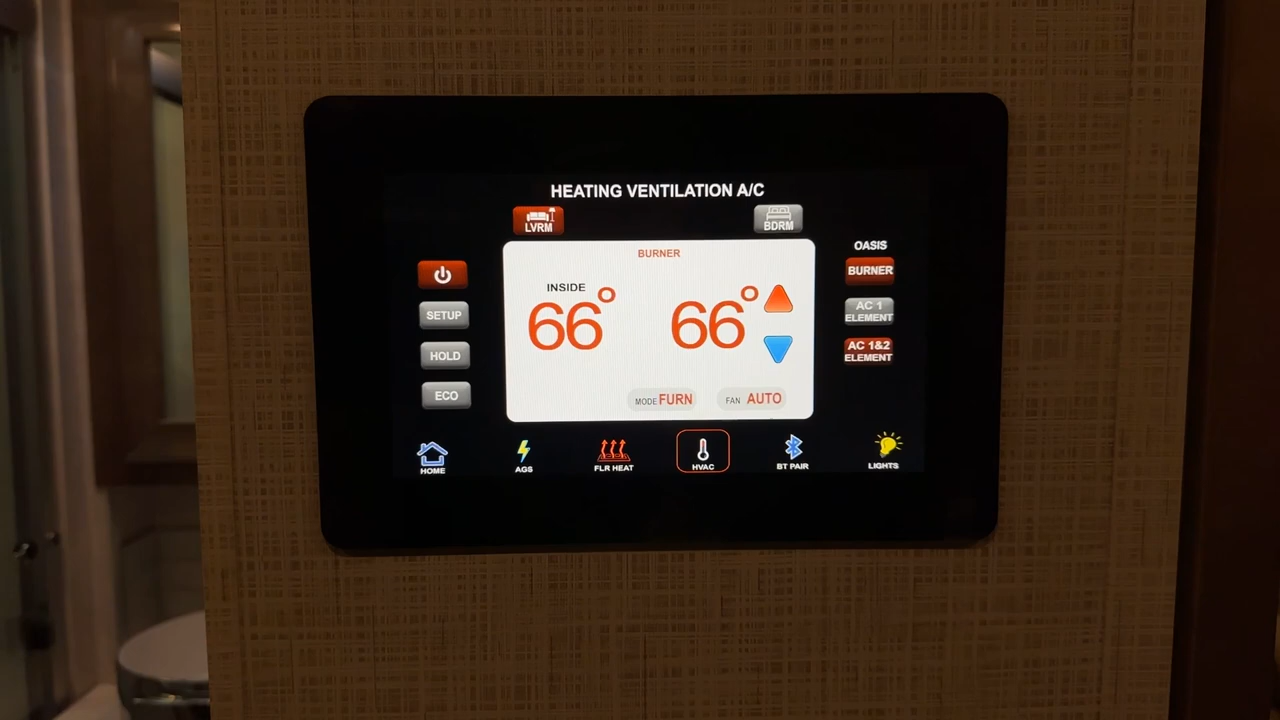 HEATING VENTILATION A/C
LVRM
BDRM
BURNER
INSIDE
66°
66°
MODE FURN
FAN AUTO
SETUP
HOLD
ECO
OASIS
BURNER
AC 1
ELEMENT
AC 1&2
ELEMENT
HOME
AGS
FLR HEAT
HVAC
BT PAIR
LIGHTS